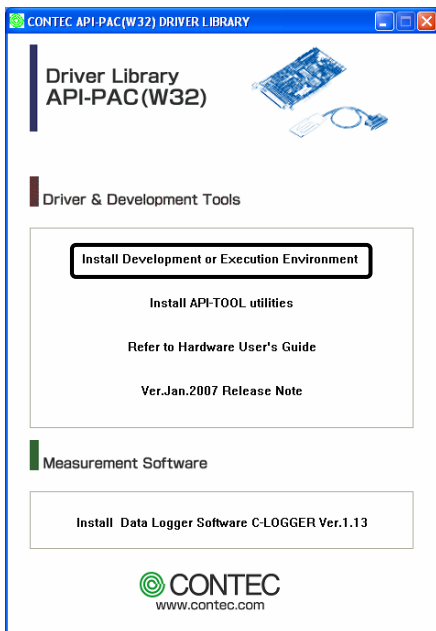 CONTEC API-PAC(W32) DRIVER LIBRARY
Driver Library
API-PAC(W32)
Driver & Development Tools
Install Development or Execution Environment
Install API-TOOL utilities
Refer to Hardware User's Guide
Ver.Jan.2007 Release Note
Measurement Software
Install Data Logger Software C-LOGGER Ver.1.13
CONTEC
www.contec.com